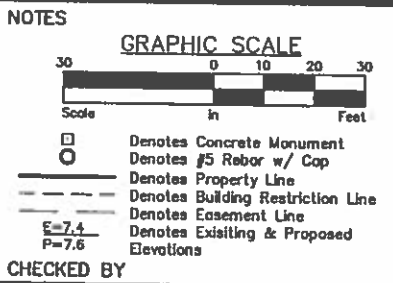 NOTES
GRAPHIC SCALE
30 0 10 20 30
Scale in Feet
Denotes Concrete Monument
Denotes #5 Rebar w/ Cap
Denotes Property Line
Denotes Building Restriction Line
Denotes Easement Line
E=7.4 Denotes Exisiting & Proposed
P=7.6 Elevations
CHECKED BY